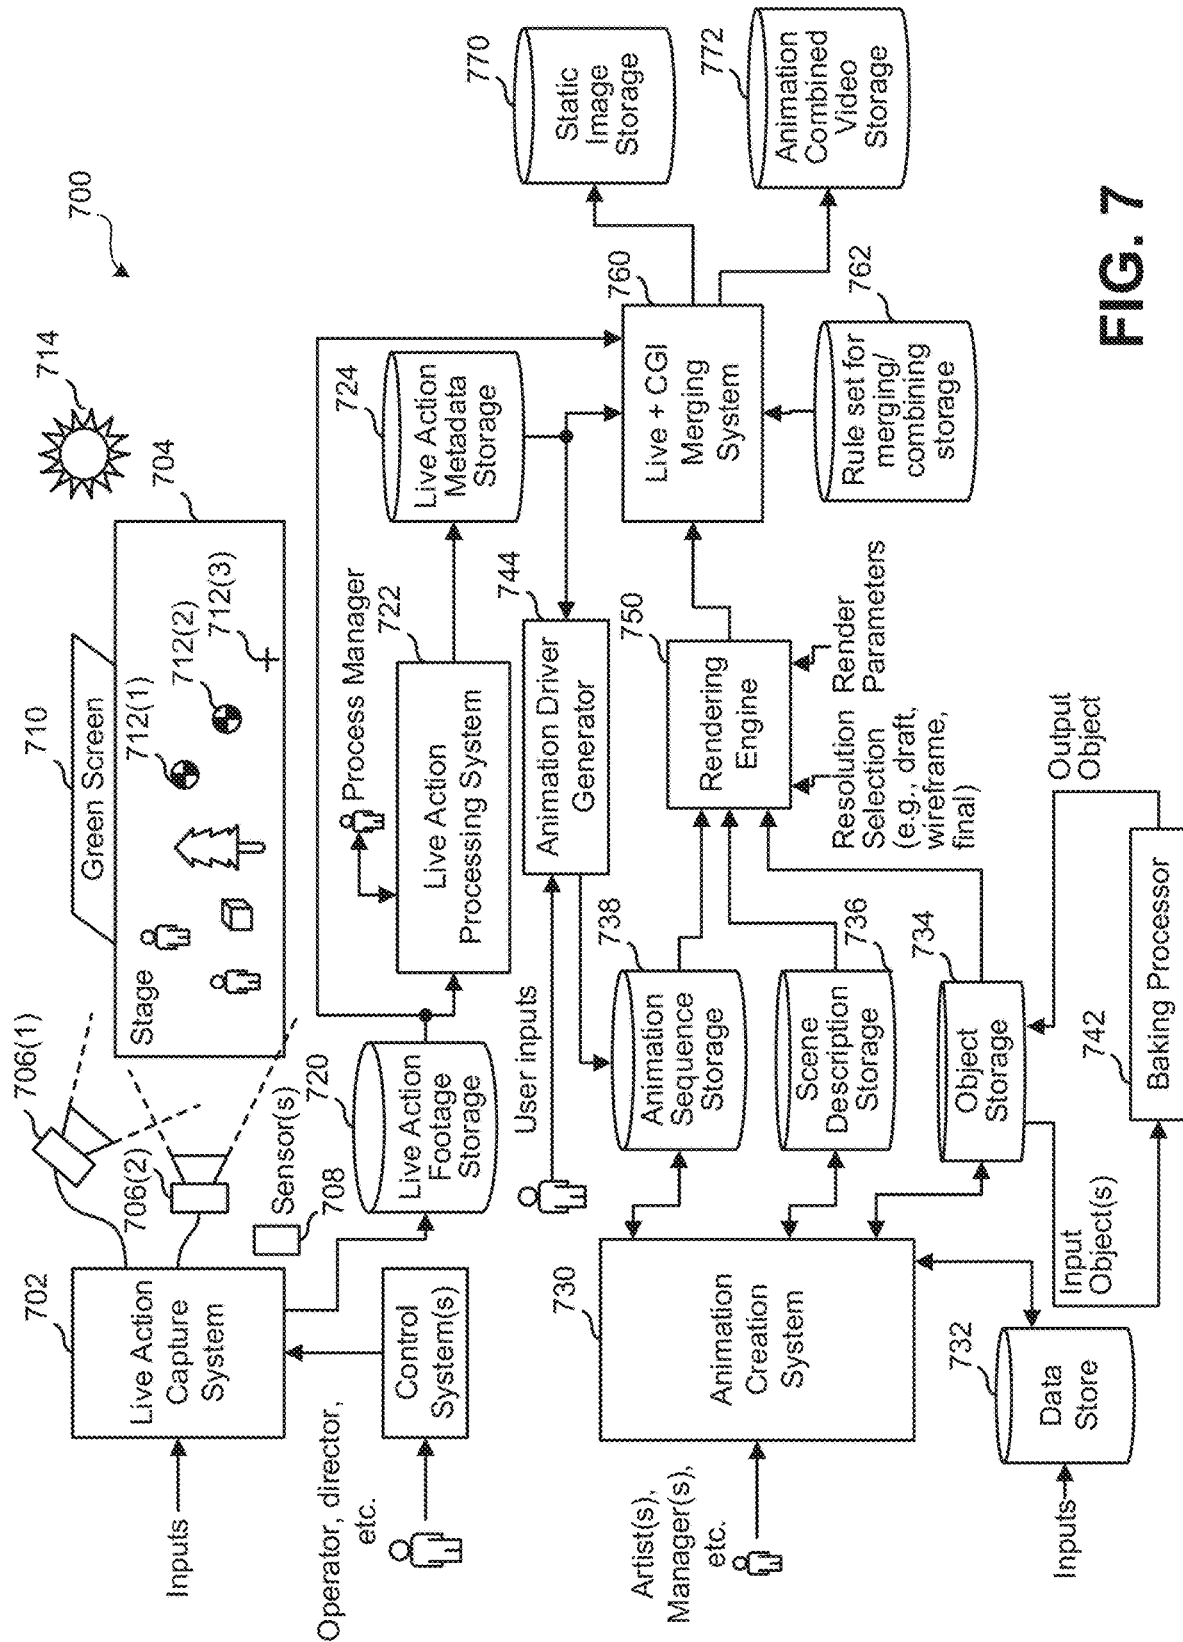 700
714
710
Green Screen
704
Stage
712(1)
712(2)
712(3)
706(1)
706(2)
702
Live Action
Capture
System
Inputs
Sensor(s)
708
Operator, director,
etc.
Control
System(s)
720
Live Action
Footage
Storage
Process Manager
722
Live Action
Processing System
724
Live Action
Metadata
Storage
User inputs
744
Animation Driver
Generator
738
Animation
Sequence
Storage
736
Scene
Description
Storage
734
Object
Storage
730
Animation
Creation
System
Artist(s),
Manager(s),
etc.
732
Data
Store
Inputs
Input
Object(s)
742
Baking Processor
Output
Object
750
Rendering
Engine
Resolution
Selection
(e.g., draft,
wireframe,
final)
Render
Parameters
760
Live + CGI
Merging
System
762
Rule set for
merging/
combining
storage
770
Static
Image
Storage
772
Animation
Combined
Video
Storage
FIG. 7